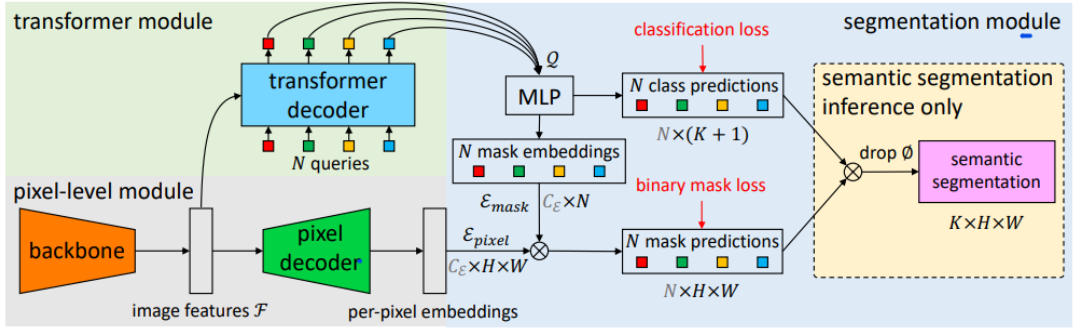 transformer module
transformer
decoder
N queries
pixel-level module
backbone
image features ℱ
pixel
decoder
per-pixel embeddings
segmentation module
Q
MLP
classification loss
N class predictions
N×(K + 1)
N mask embeddings
ℰmask
Cℰ×N
ℰpixel
Cℰ×H×W
binary mask loss
N mask predictions
N×H×W
semantic segmentation
inference only
drop ∅
semantic
segmentation
K×H×W